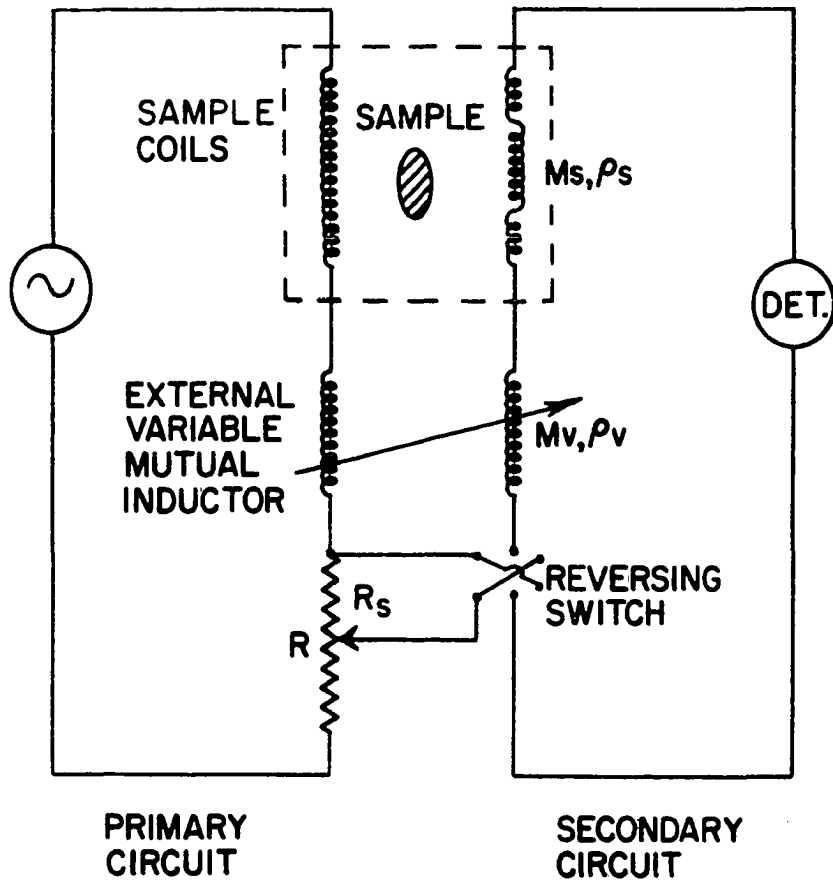 SAMPLE
COILS
SAMPLE
Ms, ρs
DET.
EXTERNAL
VARIABLE
MUTUAL
INDUCTOR
Mv, ρv
Rs
R
REVERSING
SWITCH
PRIMARY
CIRCUIT
SECONDARY
CIRCUIT